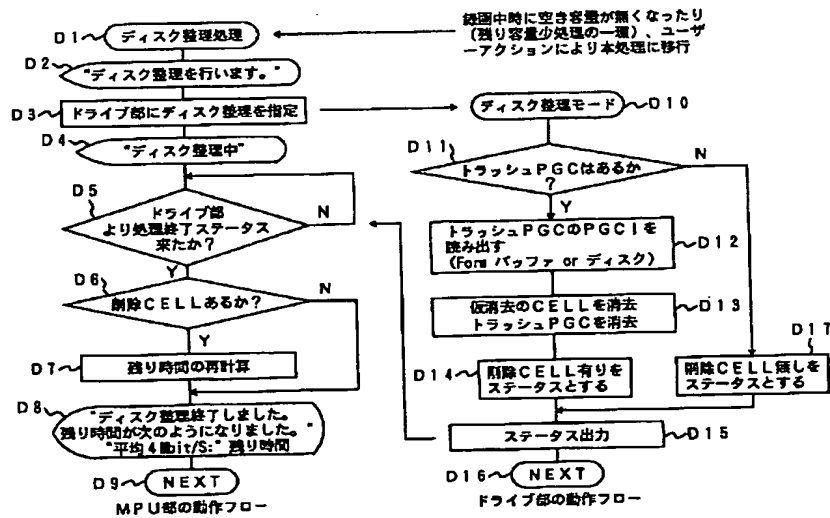 録画中時に空き容量が無くなったり
(残り容量少処理の一環)、ユーザー
アクションにより本処理に移行
D1 ディスク整理処理
D2 "ディスク整理を行います。"
D3 ドライブ部にディスク整理を指定
D4 "ディスク整理中"
D5 ドライブ部
より処理終了ステータス
来たか?
N
Y
D6 削除CELLあるか?
N
Y
D7 残り時間の再計算
D8 "ディスク整理終了しました。
残り時間が次のようになりました。"
"平均4Mbit/S:"残り時間
D9 NEXT
MPU部の動作フロー
ディスク整理モード D10
D11 トラッシュPGCはあるか
?
N
Y
トラッシュPGCのPGCIを
読み出す
(Fomバッファ or ディスク)
D12
仮消去のCELLを消去
トラッシュPGCを消去
D13
D14 削除CELL有りを
ステータスとする
D17
削除CELL無しを
ステータスとする
ステータス出力 D15
D16 NEXT
ドライブ部の動作フロー